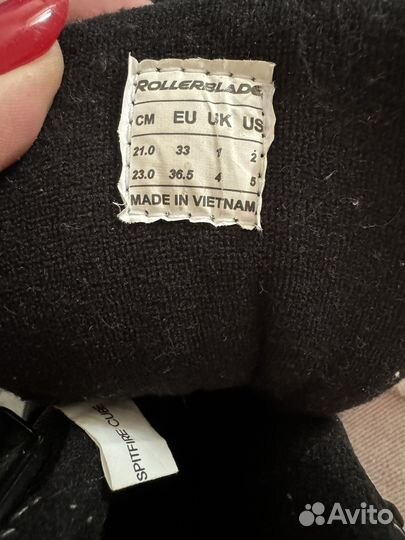 ROLLERBLADE
CM EU UK US
21.0 33 1 2
23.0 36.5 4 5
MADE IN VIETNAM
SPITFIRE CUBE
Avito